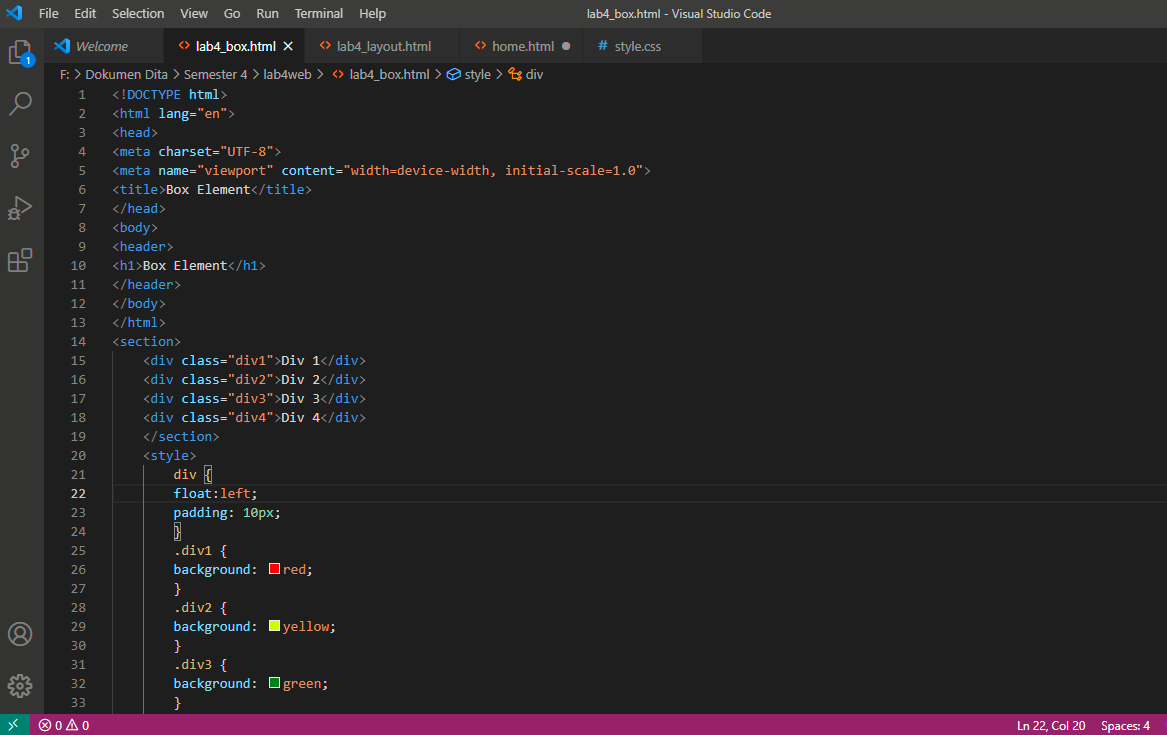 File Edit Selection View Go Run Terminal Help lab4_box.html - Visual Studio Code
Welcome lab4_box.html lab4_layout.html home.html # style.css
1
F: > Dokumen Dita > Semester 4 > lab4web > lab4_box.html > style > div
1 <!DOCTYPE html>
2 <html lang="en">
3 <head>
4 <meta charset="UTF-8">
5 <meta name="viewport" content="width=device-width, initial-scale=1.0">
6 <title>Box Element</title>
7 </head>
8 <body>
9 <header>
10 <h1>Box Element</h1>
11 </header>
12 </body>
13 </html>
14 <section>
15 <div class="div1">Div 1</div>
16 <div class="div2">Div 2</div>
17 <div class="div3">Div 3</div>
18 <div class="div4">Div 4</div>
19 </section>
20 <style>
21 div {
22 float:left;
23 padding: 10px;
24 }
25 .div1 {
26 background: red;
27 }
28 .div2 {
29 background: yellow;
30 }
31 .div3 {
32 background: green;
33 }
0 0 Ln 22, Col 20 Spaces: 4